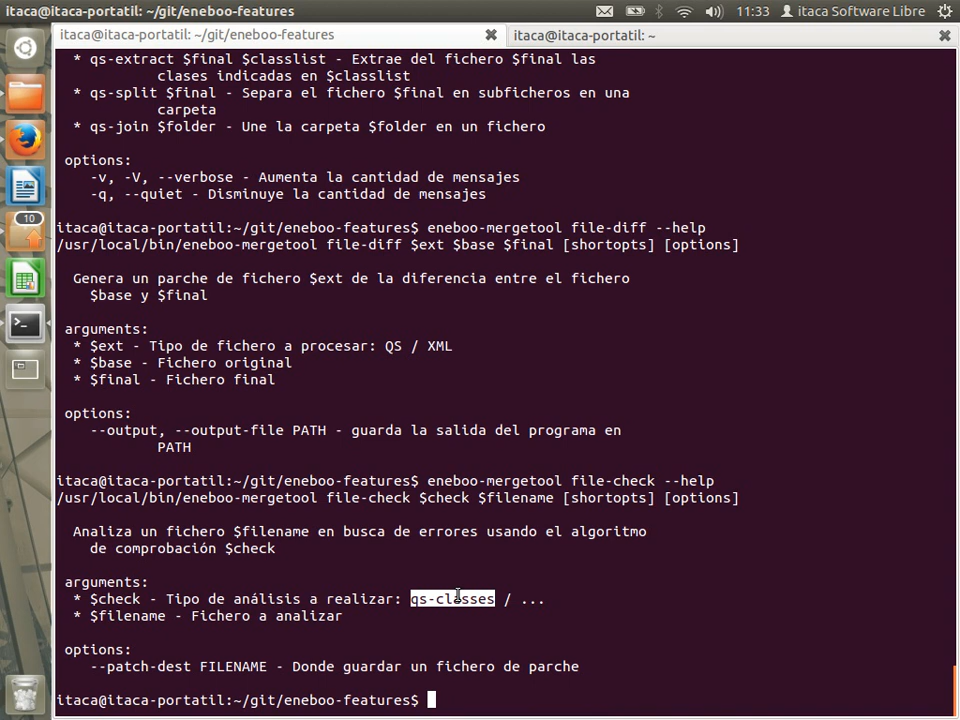 itaca@itaca-portatil: ~/git/eneboo-features
11:33
itaca Software Libre
itaca@itaca-portatil: ~/git/eneboo-features
itaca@itaca-portatil: ~
* qs-extract $final $classlist - Extrae del fichero $final las
clases indicadas en $classlist
* qs-split $final - Separa el fichero $final en subficheros en una
carpeta
* qs-join $folder - Une la carpeta $folder en un fichero
options:
-v, -V, --verbose - Aumenta la cantidad de mensajes
-q, --quiet - Disminuye la cantidad de mensajes
itaca@itaca-portatil:~/git/eneboo-features$ eneboo-mergetool file-diff --help
/usr/local/bin/eneboo-mergetool file-diff $ext $base $final [shortopts] [options]
Genera un parche de fichero $ext de la diferencia entre el fichero
$base y $final
arguments:
* $ext - Tipo de fichero a procesar: QS / XML
* $base - Fichero original
* $final - Fichero final
options:
--output, --output-file PATH - guarda la salida del programa en
PATH
itaca@itaca-portatil:~/git/eneboo-features$ eneboo-mergetool file-check --help
/usr/local/bin/eneboo-mergetool file-check $check $filename [shortopts] [options]
Analiza un fichero $filename en busca de errores usando el algoritmo
de comprobación $check
arguments:
* $check - Tipo de análisis a realizar: qs-classes / ...
* $filename - Fichero a analizar
options:
--patch-dest FILENAME - Donde guardar un fichero de parche
itaca@itaca-portatil:~/git/eneboo-features$
10